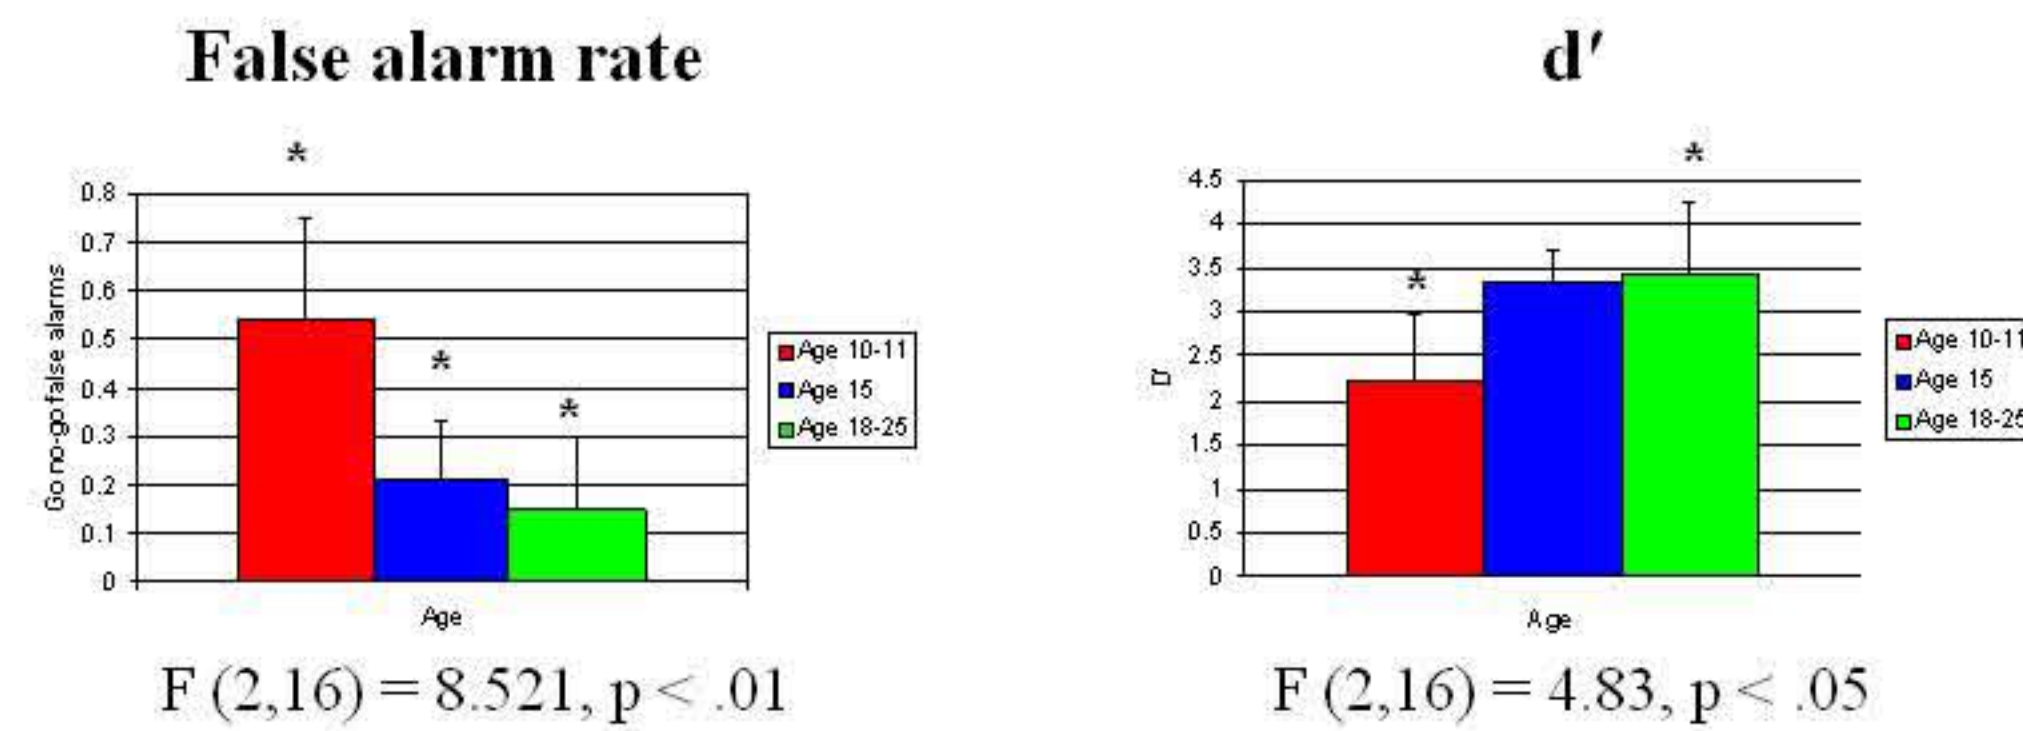 False alarm rate
*
*
*
0.8
0.7
0.6
0.5
0.4
0.3
0.2
0.1
0
Go no-go false alarms
Age
Age 10-11
Age 15
Age 18-25
F (2,16) = 8.521, p < .01
d'
*
*
4.5
4
3.5
3
2.5
2
1.5
1
0.5
0
Age
Age 10-11
Age 15
Age 18-25
F (2,16) = 4.83, p < .05